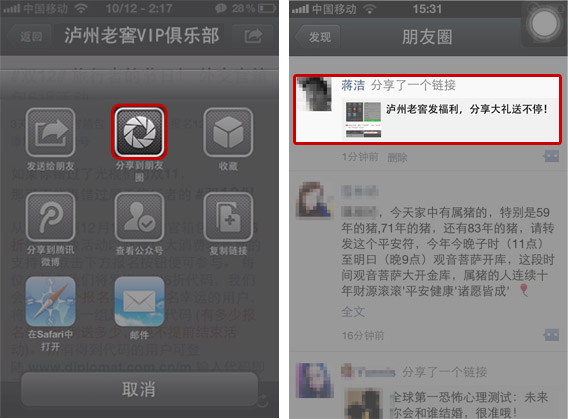 中国移动
10/12 - 2:17
28%
返回
泸州老窖VIP俱乐部
发送给朋友
分享到朋友
圈
收藏
分享到腾讯
微博
查看公众号
复制链接
在Safari中
打开
邮件
取消
中国移动
15:31
发现
朋友圈
蒋洁 分享了一个链接
泸州老窖发福利，分享大礼送不停！
1分钟前 删除
，今天家中有属猪的，特别是59
年的猪,71年的猪，还有83年的猪，请转
发这个平安符，今年今晚子时（11点）
至明日（晚9点）观音菩萨开库，这段时
间观音菩萨大开金库，属猪的人连续十
年财源滚滚'平安健康'诸愿皆成'
全文
16分钟前
分享了一个链接
全球第一恐怖心理测试：未来
你会和谁结婚，很准哦！